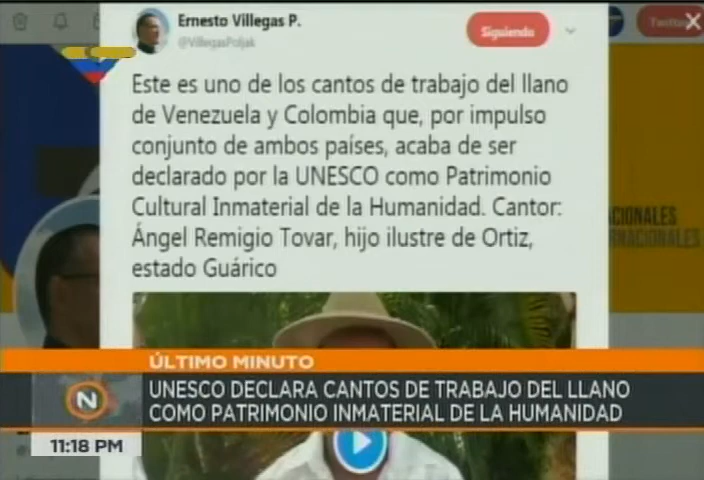 Ernesto Villegas P.
@VillegasPoljak
Siguiendo
Este es uno de los cantos de trabajo del llano
de Venezuela y Colombia que, por impulso
conjunto de ambos países, acaba de ser
declarado por la UNESCO como Patrimonio
Cultural Inmaterial de la Humanidad. Cantor:
Ángel Remigio Tovar, hijo ilustre de Ortiz,
estado Guárico
ÚLTIMO MINUTO
N
UNESCO DECLARA CANTOS DE TRABAJO DEL LLANO
COMO PATRIMONIO INMATERIAL DE LA HUMANIDAD
11:18 PM